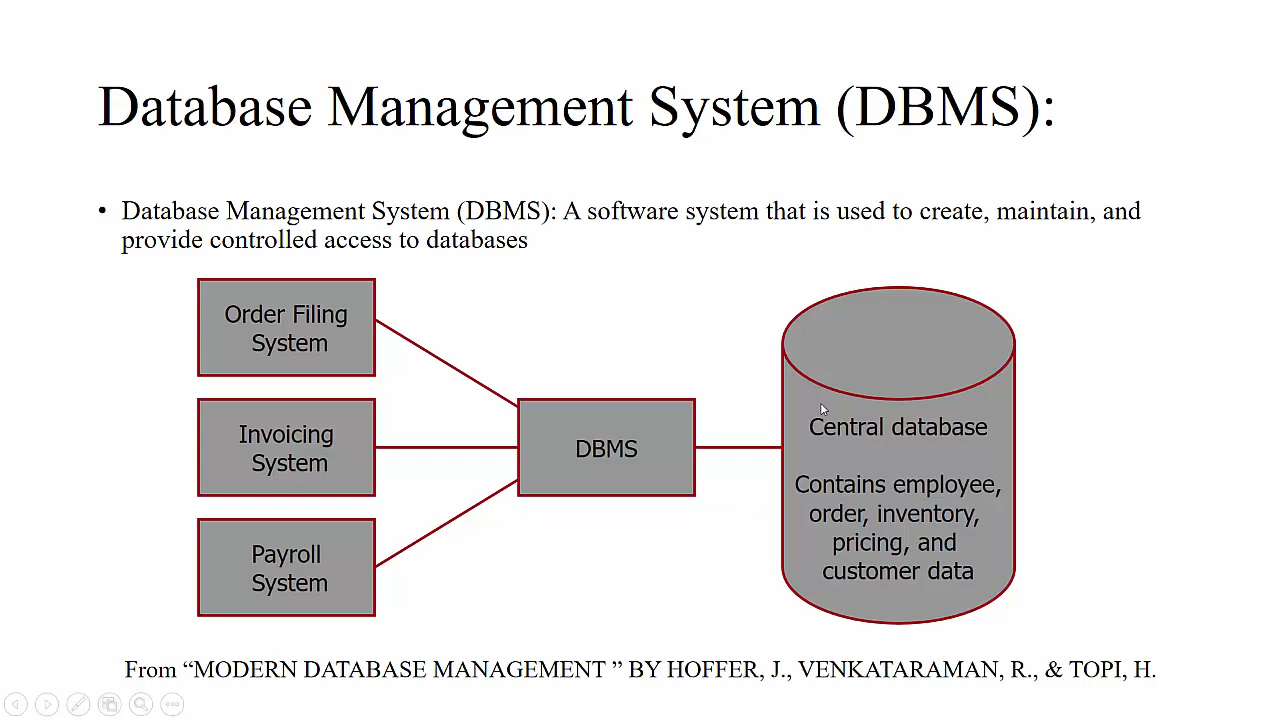 Database Management System (DBMS):
• Database Management System (DBMS): A software system that is used to create, maintain, and
provide controlled access to databases
Order Filing
System
Invoicing
System
Payroll
System
DBMS
Central database
Contains employee,
order, inventory,
pricing, and
customer data
From “MODERN DATABASE MANAGEMENT ” BY HOFFER, J., VENKATARAMAN, R., & TOPI, H.